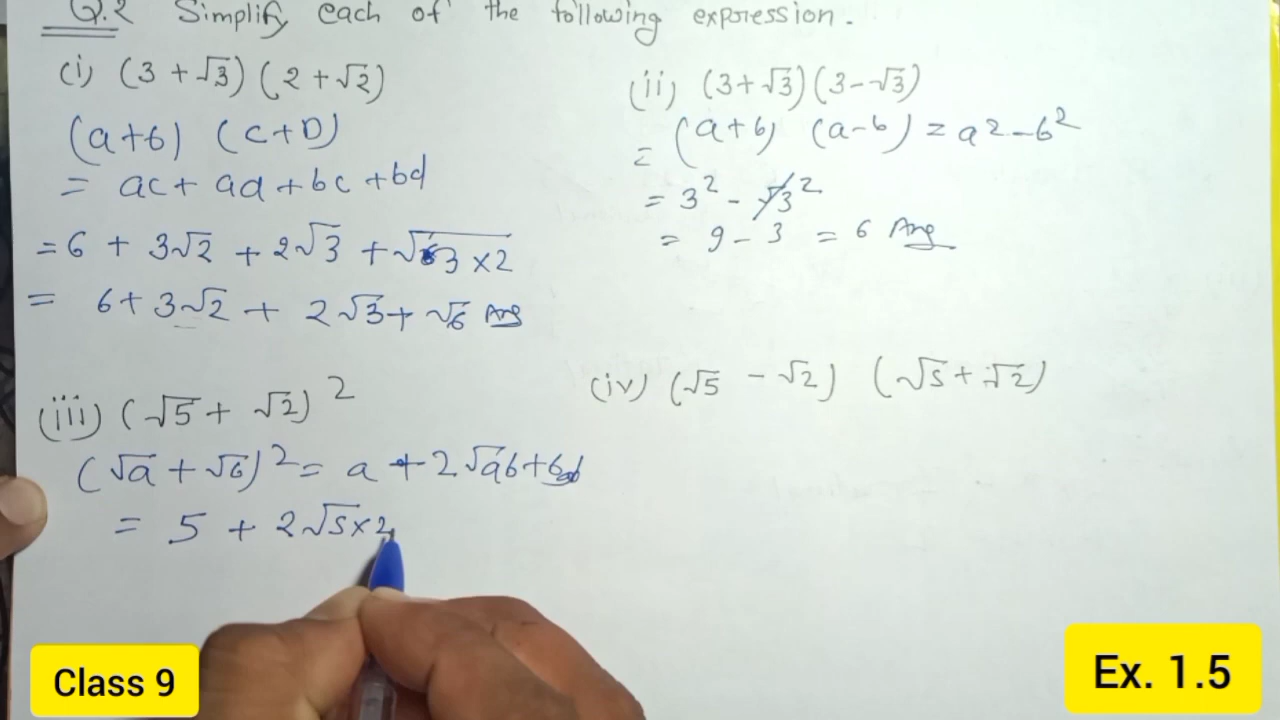 Q.2 Simplify each of the following expression.
(i) (3 + √3) (2 + √2)
(a+b) (c+D)
= ac + ad + bc + bd
= 6 + 3√2 + 2√3 + √3×2
= 6 + 3√2 + 2√3 + √6 Ans
(ii) (3+√3)(3-√3)
= (a+b) (a-b) = a2-b²
= 3² - √3²
= 9 - 3 = 6 Ans
(iii) (√5 + √2)²
(√a + √b)² = a + 2√ab + b
= 5 + 2√5×2
(iv) (√5 - √2) (√5 + √2)
Class 9
Ex. 1.5